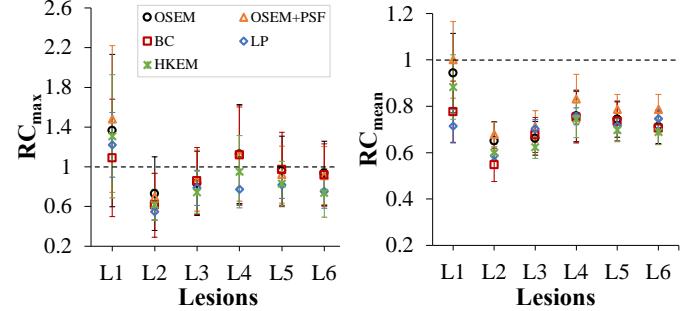 OSEM OSEM+PSF
BC LP
HKEM
RCmax
2.6
2.2
1.8
1.4
1
0.6
0.2
L1 L2 L3 L4 L5 L6
Lesions
RCmean
1.2
1
0.8
0.6
0.4
0.2
L1 L2 L3 L4 L5 L6
Lesions